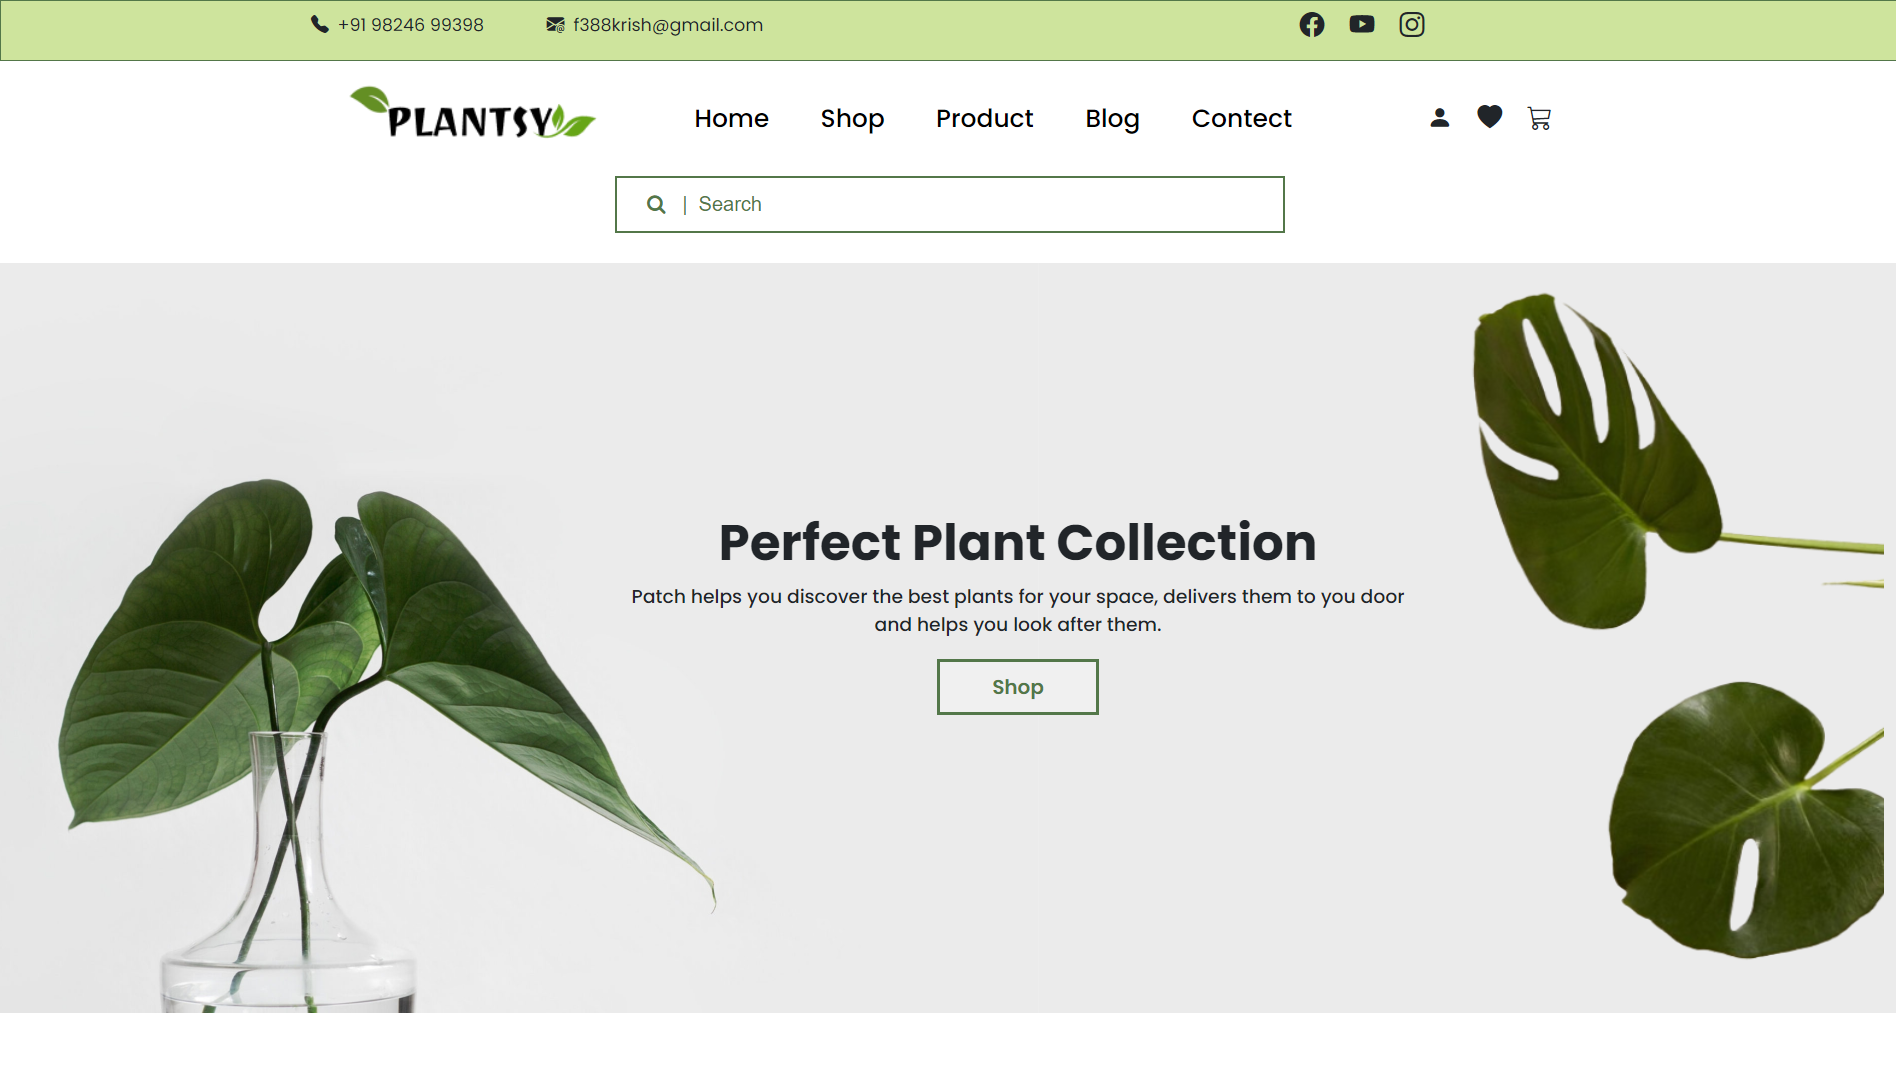 +91 98246 99398
f388krish@gmail.com
PLANTSY
Home
Shop
Product
Blog
Contect
| Search
Perfect Plant Collection
Patch helps you discover the best plants for your space, delivers them to you door
and helps you look after them.
Shop